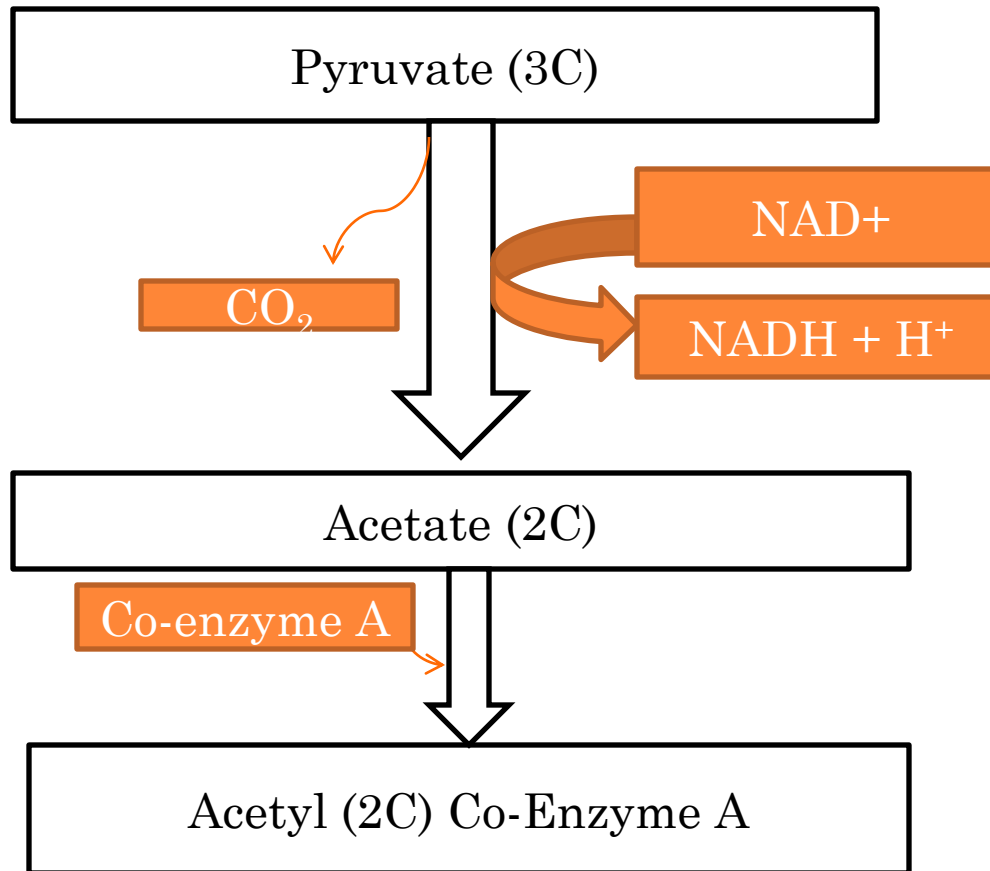 Pyruvate (3C)
NAD+
CO₂
NADH + H⁺
Acetate (2C)
Co-enzyme A
Acetyl (2C) Co-Enzyme A